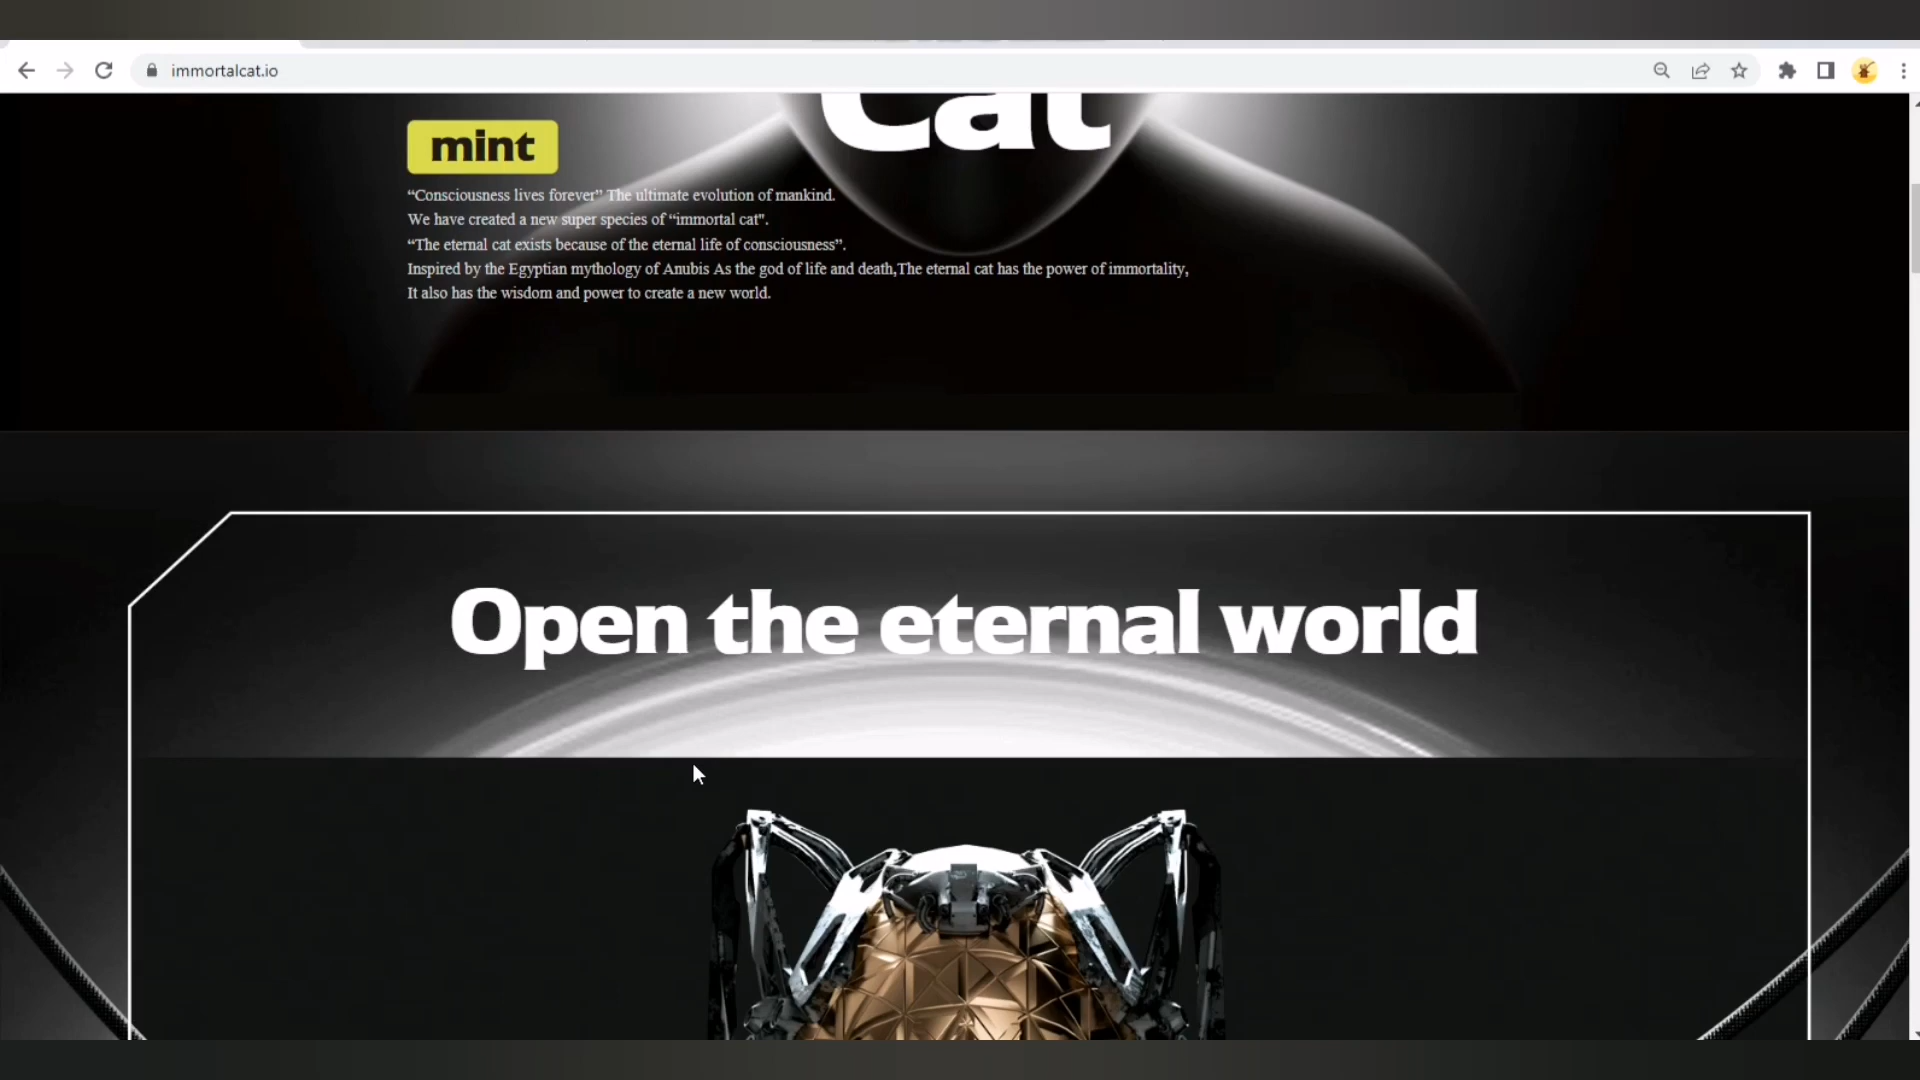 immortalcat.io
Cat
mint
“Consciousness lives forever” The ultimate evolution of mankind.
We have created a new super species of “immortal cat".
“The eternal cat exists because of the eternal life of consciousness”.
Inspired by the Egyptian mythology of Anubis As the god of life and death,The eternal cat has the power of immortality,
It also has the wisdom and power to create a new world.
Open the eternal world